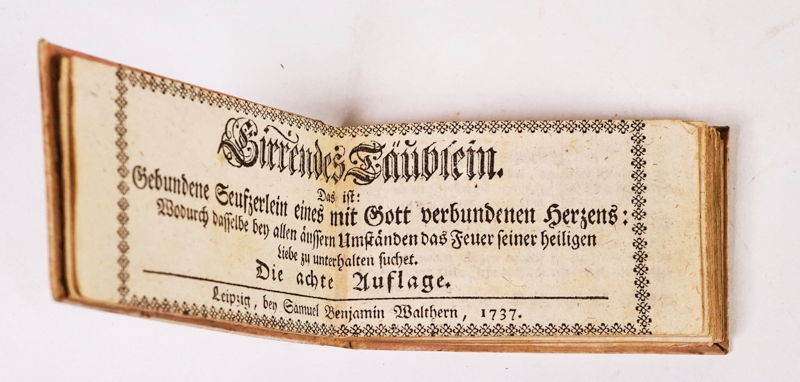 Girrendes Täublein.
Das ist:
Gebundene Seufzerlein eines mit Gott verbundenen Herzens:
Wodurch dasselbe bey allen äussern Umständen das Feuer seiner heiligen
Liebe zu unterhalten suchet.
Die achte Auflage.
Leipzig, bey Samuel Benjamin Walthern, 1737.